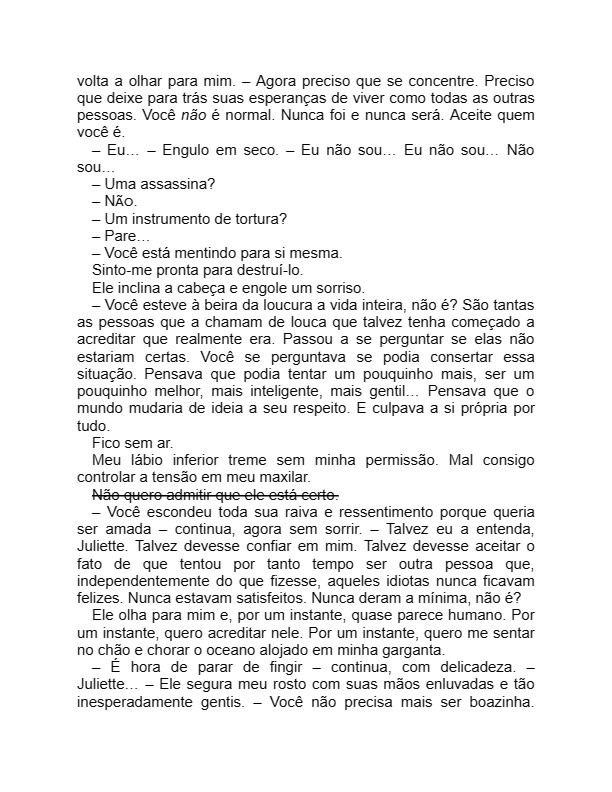 volta a olhar para mim. – Agora preciso que se concentre. Preciso
que deixe para trás suas esperanças de viver como todas as outras
pessoas. Você não é normal. Nunca foi e nunca será. Aceite quem
você é.
– Eu… – Engulo em seco. – Eu não sou… Eu não sou… Não
sou…
– Uma assassina?
– NÃO.
– Um instrumento de tortura?
– Pare…
– Você está mentindo para si mesma.
Sinto-me pronta para destruí-lo.
Ele inclina a cabeça e engole um sorriso.
– Você esteve à beira da loucura a vida inteira, não é? São tantas
as pessoas que a chamam de louca que talvez tenha começado a
acreditar que realmente era. Passou a se perguntar se elas não
estariam certas. Você se perguntava se podia consertar essa
situação. Pensava que podia tentar um pouquinho mais, ser um
pouquinho melhor, mais inteligente, mais gentil… Pensava que o
mundo mudaria de ideia a seu respeito. E culpava a si própria por
tudo.
Fico sem ar.
Meu lábio inferior treme sem minha permissão. Mal consigo
controlar a tensão em meu maxilar.
Não quero admitir que ele está certo.
– Você escondeu toda sua raiva e ressentimento porque queria
ser amada – continua, agora sem sorrir. – Talvez eu a entenda,
Juliette. Talvez devesse confiar em mim. Talvez devesse aceitar o
fato de que tentou por tanto tempo ser outra pessoa que,
independentemente do que fizesse, aqueles idiotas nunca ficavam
felizes. Nunca estavam satisfeitos. Nunca deram a mínima, não é?
Ele olha para mim e, por um instante, quase parece humano. Por
um instante, quero acreditar nele. Por um instante, quero me sentar
no chão e chorar o oceano alojado em minha garganta.
– É hora de parar de fingir – continua, com delicadeza. –
Juliette… – Ele segura meu rosto com suas mãos enluvadas e tão
inesperadamente gentis. – Você não precisa mais ser boazinha.